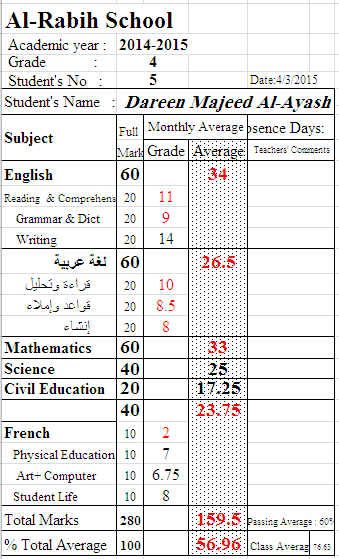 Al-Rabih School
Academic year : 2014-2015
Grade : 4
Student's No : 5 Date:4/3/2015
Student's Name : Dareen Majeed Al-Ayash
Subject Full Mark Monthly Average sence Days:
Grade Average Teachers' Comments
English 60 34
Reading & Comprehens 20 11
Grammar & Dict 20 9
Writing 20 14
لغة عربية 60 26.5
قراءة وتحليل 20 10
قواعد وإملاء 20 8.5
إنشاء 20 8
Mathematics 60 33
Science 40 25
Civil Education 20 17.25
40 23.75
French 10 2
Physical Education 10 7
Art+ Computer 10 6.75
Student Life 10 8
Total Marks 280 159.5 Passing Average : 60%
% Total Average 100 56.96 Class Averag 76.63